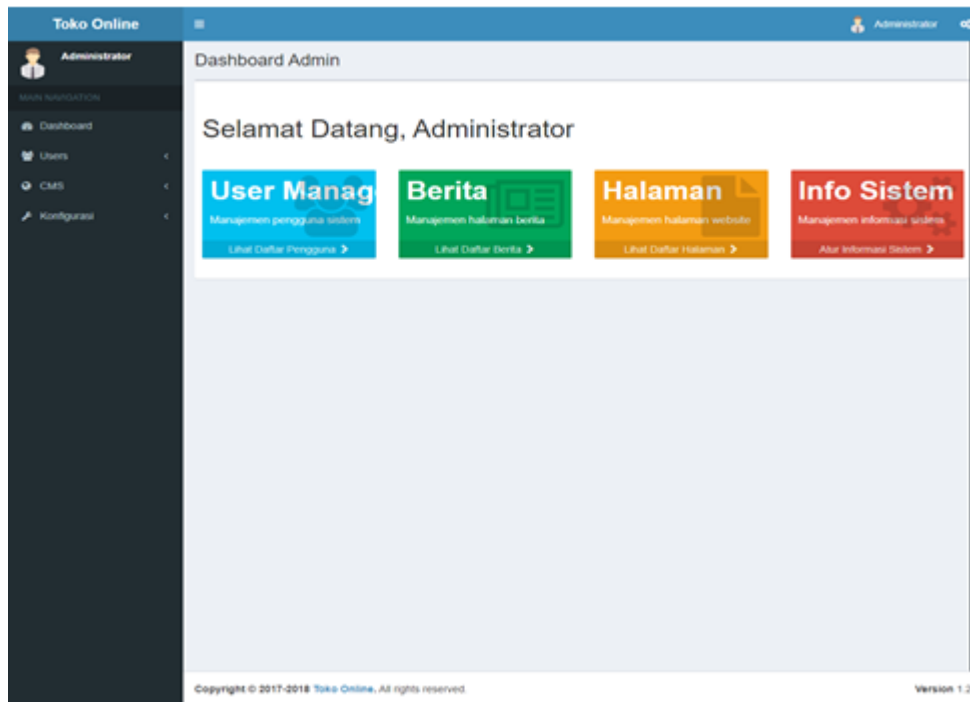 Toko Online
Administrator
Administrator
Dashboard Admin
MAIN NAVIGATION
Dashboard
Users
CMS
Konfigurasi
Selamat Datang, Administrator
User Manag
Manajemen pengguna sistem
Lihat Daftar Pengguna
Berita
Manajemen halaman berita
Lihat Daftar Berita
Halaman
Manajemen halaman website
Lihat Daftar Halaman
Info Sistem
Manajemen informasi sistem
Atur Informasi Sistem
Copyright © 2017-2018 Toko Online. All rights reserved.
Version 1.2